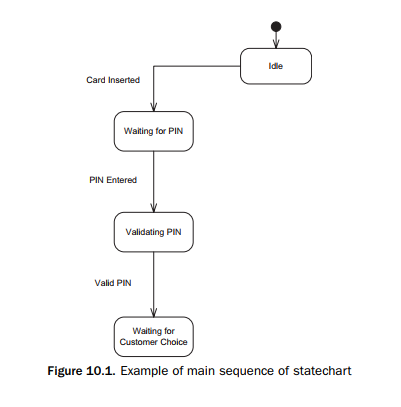 Idle
Card Inserted
Waiting for PIN
PIN Entered
Validating PIN
Valid PIN
Waiting for
Customer Choice
Figure 10.1. Example of main sequence of statechart